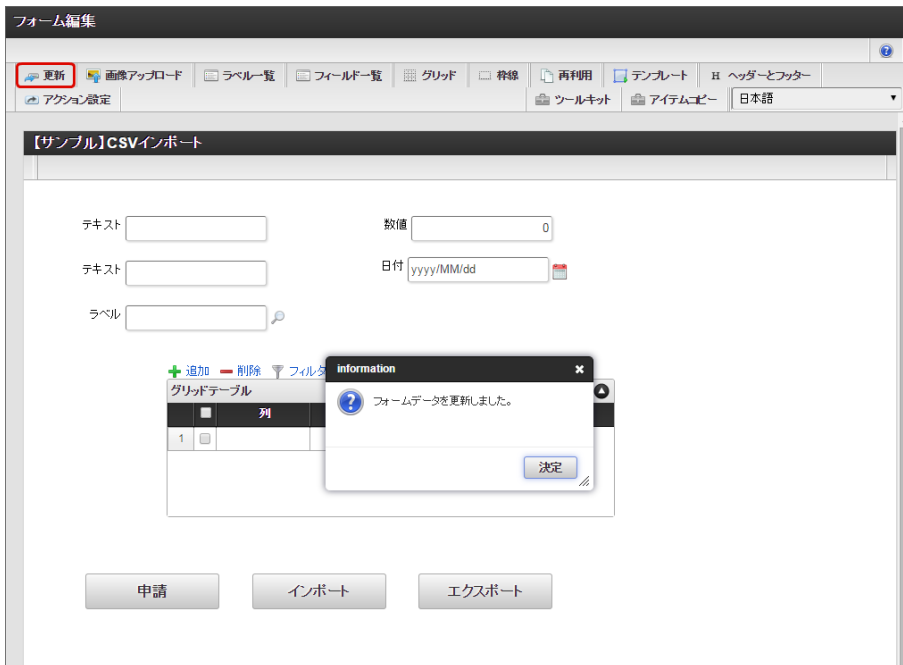 フォーム編集
更新 画像アップロード ラベル一覧 フィールド一覧 グリッド 枠線 再利用 テンプレート H ヘッダーとフッター
アクション設定 ツールキット アイテムコピー 日本語
【サンプル】CSVインポート
テキスト 数値 0
テキスト 日付 yyyy/MM/dd
ラベル
追加 削除 フィルタ
information
グリッドテーブル
フォームデータを更新しました。
列
1
決定
申請 インポート エクスポート